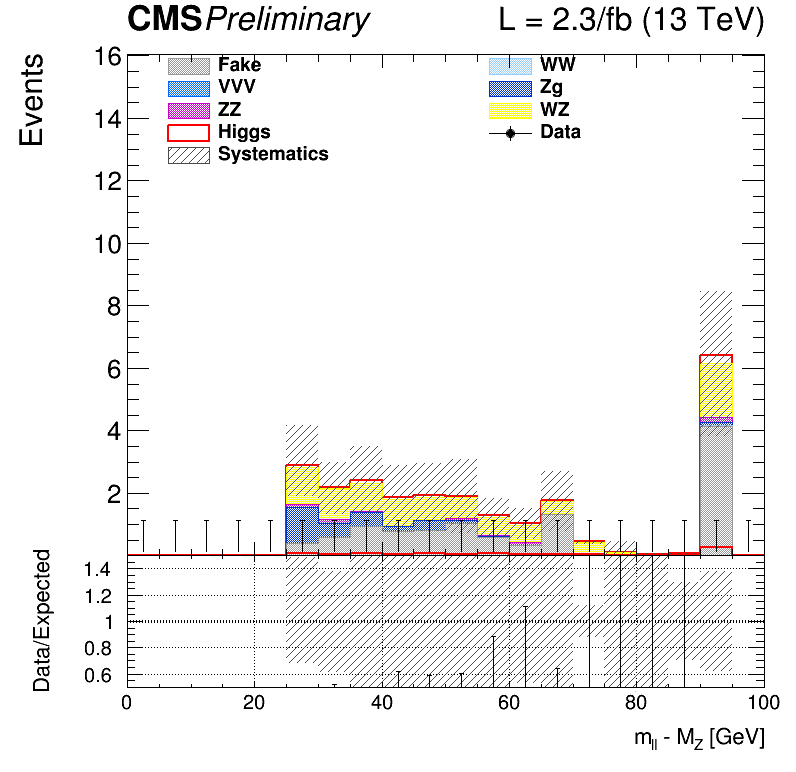 CMS Preliminary L = 2.3/fb (13 TeV)
Events
16
14
12
10
8
6
4
2
Fake WW
VVV Zg
ZZ WZ
Higgs Data
Systematics
Data/Expected
1.4
1.2
1
0.8
0.6
0 20 40 60 80 100
m_ll - M_Z [GeV]